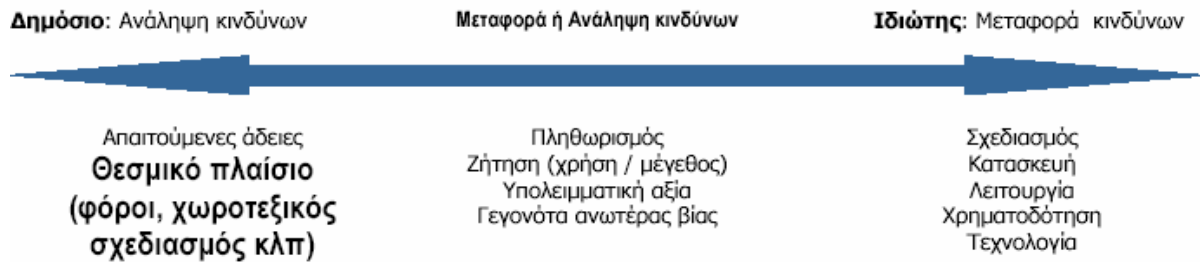 Δημόσιο: Ανάληψη κινδύνων
Μεταφορά ή Ανάληψη κινδύνων
Ιδιώτης: Μεταφορά κινδύνων
Απαιτούμενες άδειες
Θεσμικό πλαίσιο
(φόροι, χωροτεξικός
σχεδιασμός κλπ)
Πληθωρισμός
Ζήτηση (χρήση / μέγεθος)
Υπολειμματική αξία
Γεγονότα ανωτέρας βίας
Σχεδιασμός
Κατασκευή
Λειτουργία
Χρηματοδότηση
Τεχνολογία